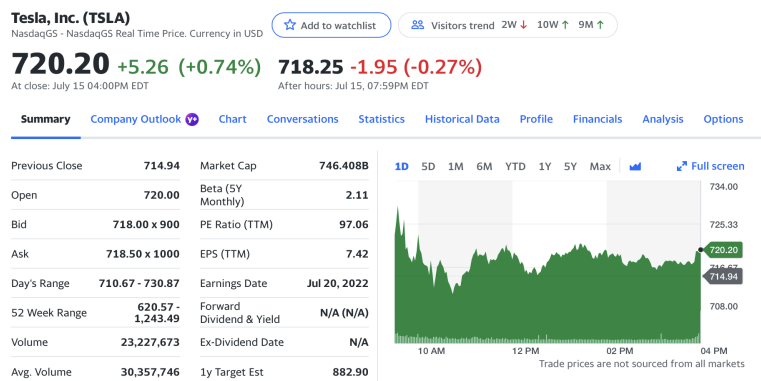 Tesla, Inc. (TSLA)
NasdaqGS - NasdaqGS Real Time Price. Currency in USD
Add to watchlist
Visitors trend 2W ↓ 10W ↑ 9M ↑
720.20 +5.26 (+0.74%)
At close: July 15 04:00PM EDT
718.25 -1.95 (-0.27%)
After hours: Jul 15, 07:59PM EDT
Summary Company Outlook Y+ Chart Conversations Statistics Historical Data Profile Financials Analysis Options
Previous Close 714.94
Open 720.00
Bid 718.00 x 900
Ask 718.50 x 1000
Day's Range 710.67 - 730.87
52 Week Range 620.57 -
1,243.49
Volume 23,227,673
Avg. Volume 30,357,746
Market Cap 746.408B
Beta (5Y
Monthly) 2.11
PE Ratio (TTM) 97.06
EPS (TTM) 7.42
Earnings Date Jul 20, 2022
Forward
Dividend & Yield N/A (N/A)
Ex-Dividend Date N/A
1y Target Est 882.90
1D 5D 1M 6M YTD 1Y 5Y Max Full screen
734.00
725.33
720.20
716.67
714.94
708.00
10 AM 12 PM 02 PM 04 PM
Trade prices are not sourced from all markets